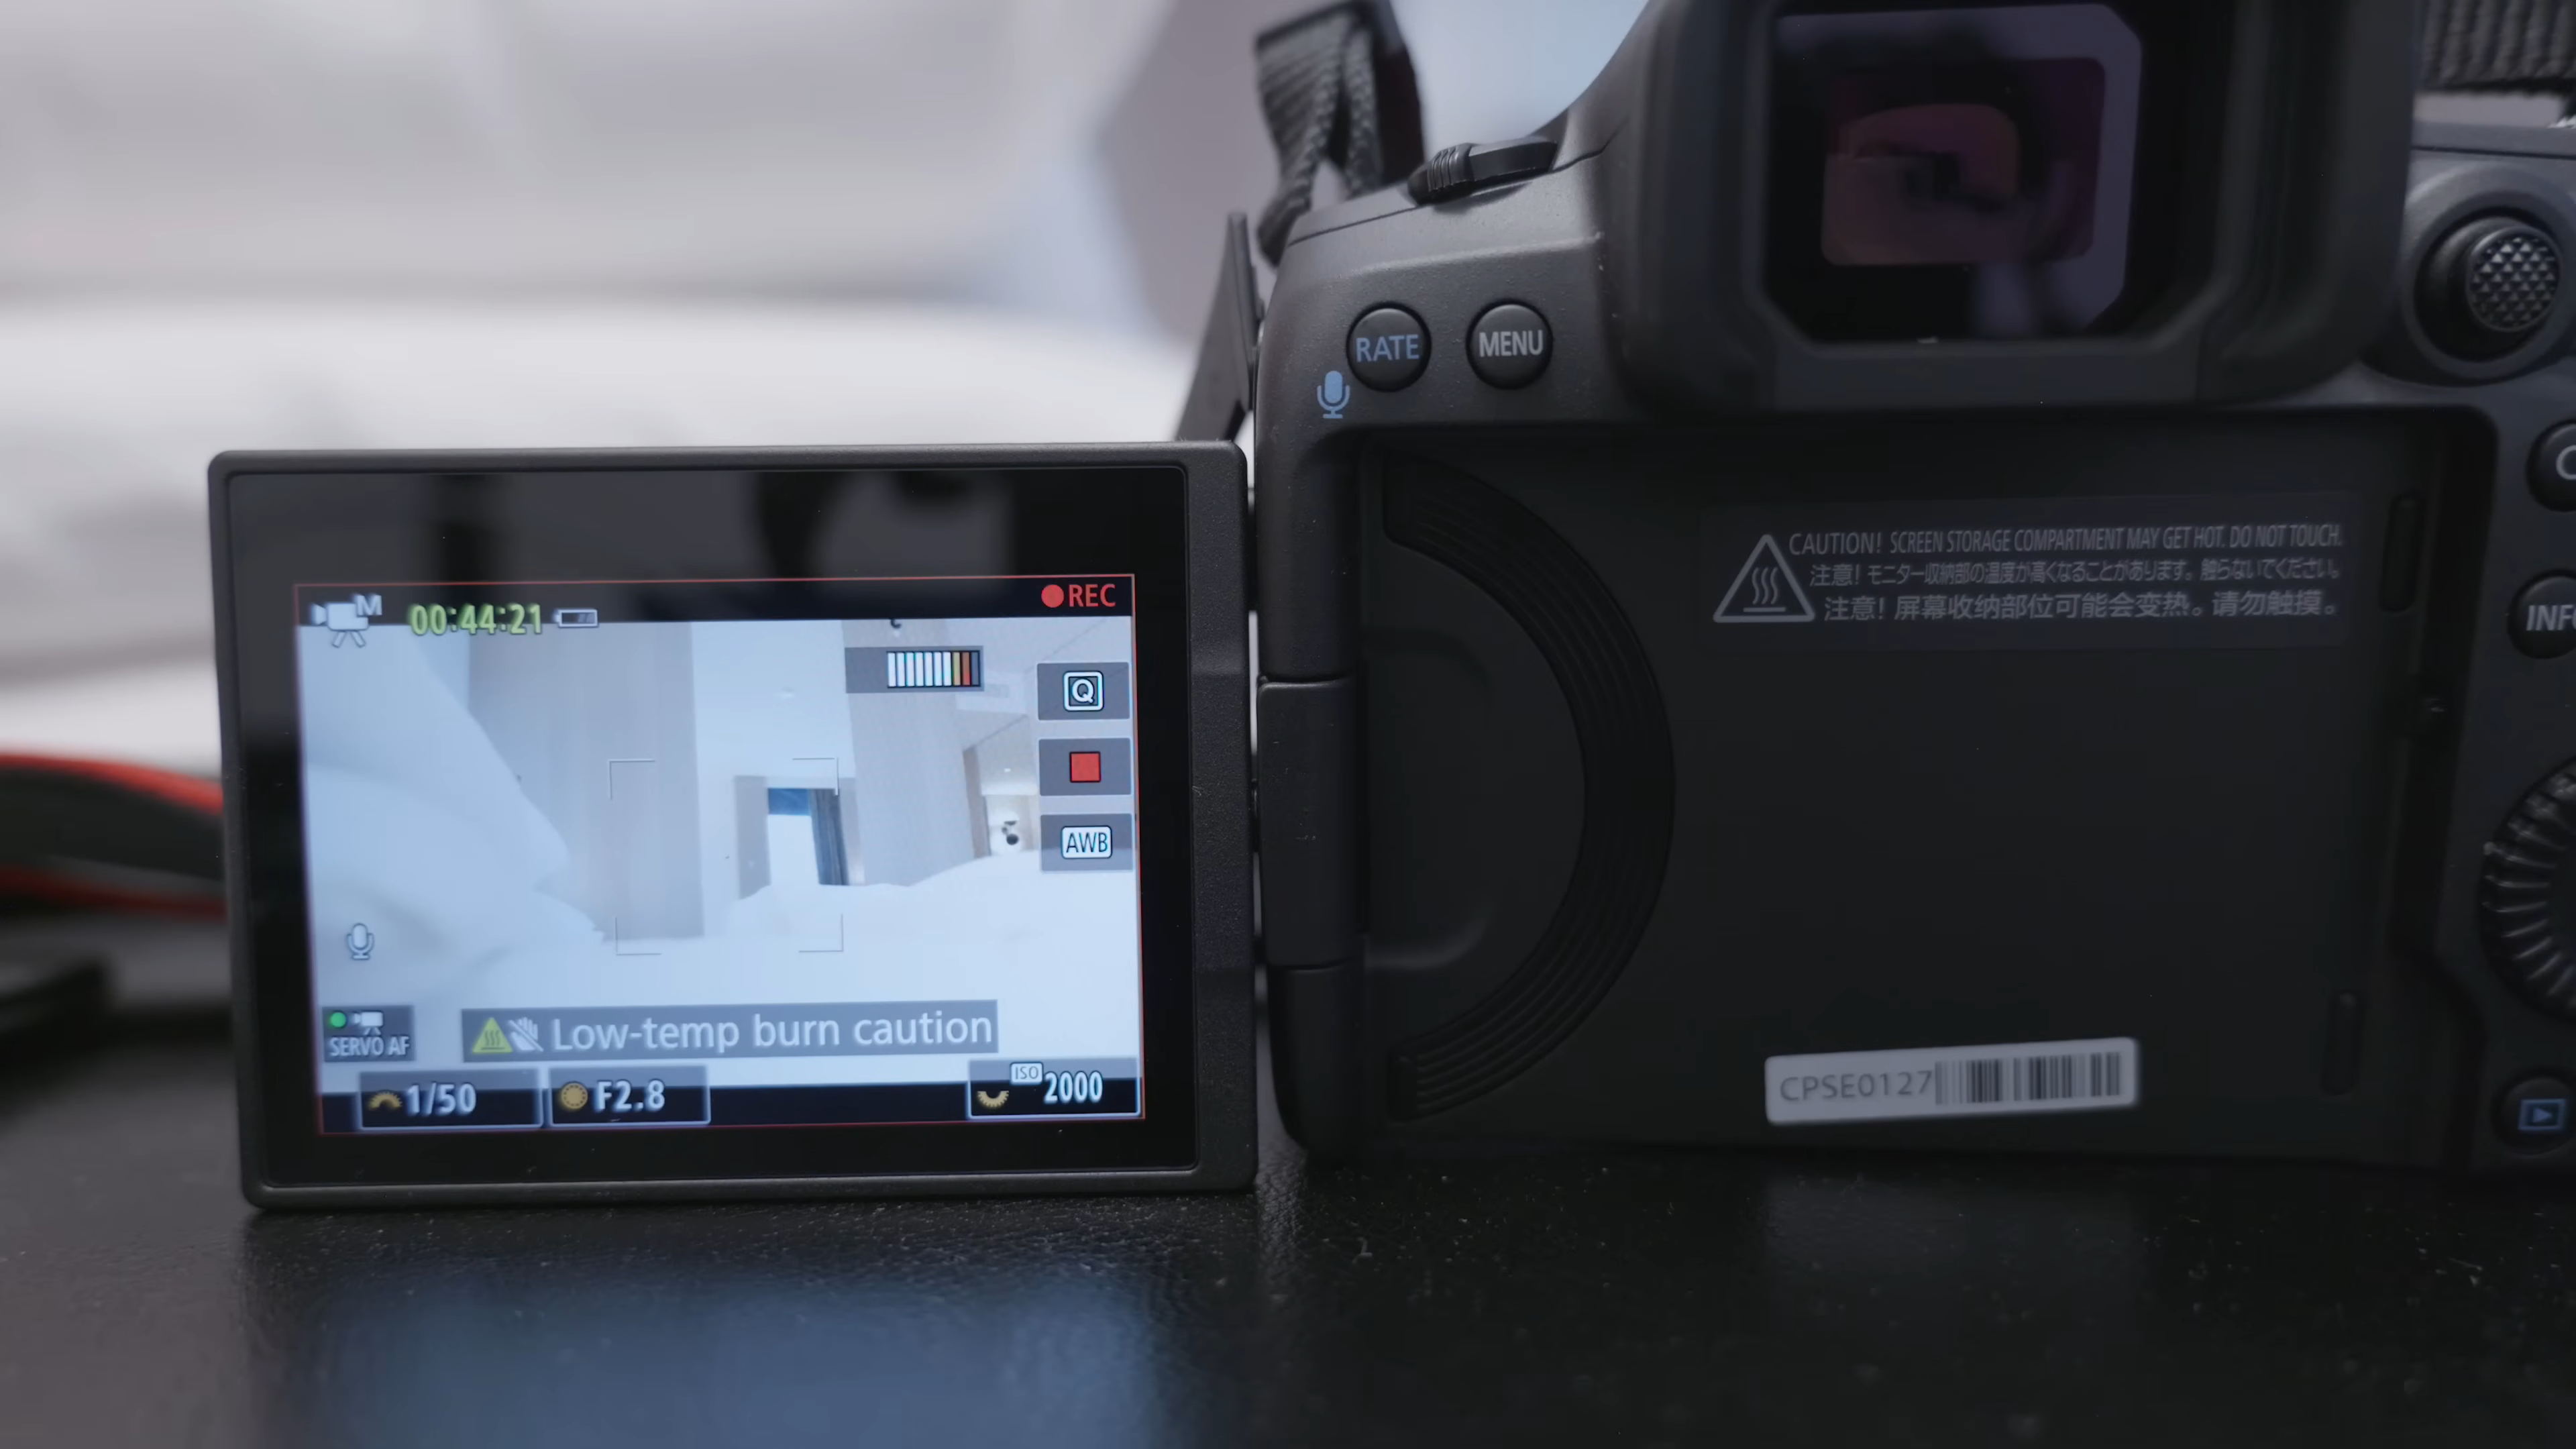 RATE
MENU
M
00:44:21
REC
Q
AWB
SERVO AF
Low-temp burn caution
1/50
F2.8
ISO 2000
CAUTION! SCREEN STORAGE COMPARTMENT MAY GET HOT. DO NOT TOUCH.
注意! モニター収納部の温度が高くなることがあります。触らないでください。
注意! 屏幕收纳部位可能会变热。请勿触摸。
CPSE0127